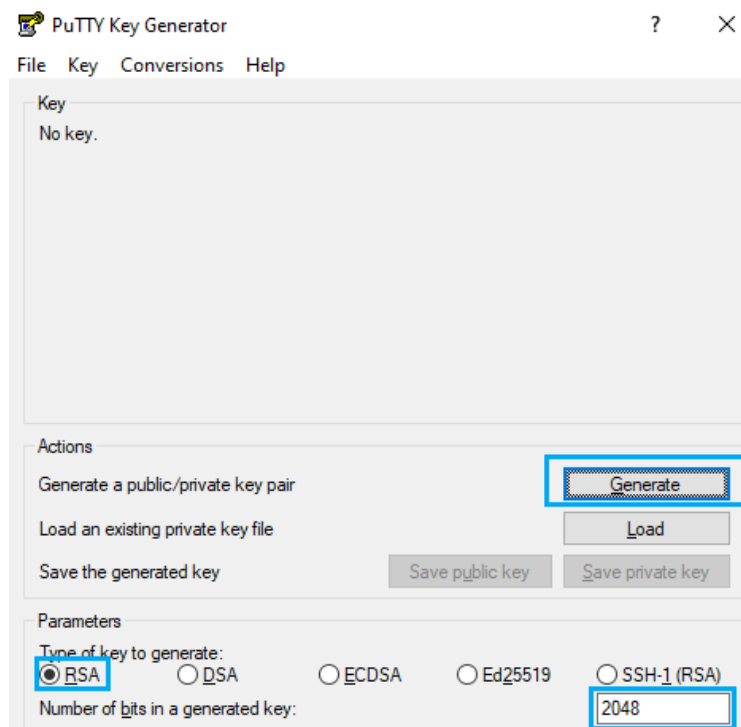 PuTTY Key Generator ? ×
File Key Conversions Help
Key
No key.
Actions
Generate a public/private key pair Generate
Load an existing private key file Load
Save the generated key Save public key Save private key
Parameters
Type of key to generate:
RSA DSA ECDSA Ed25519 SSH-1 (RSA)
Number of bits in a generated key: 2048